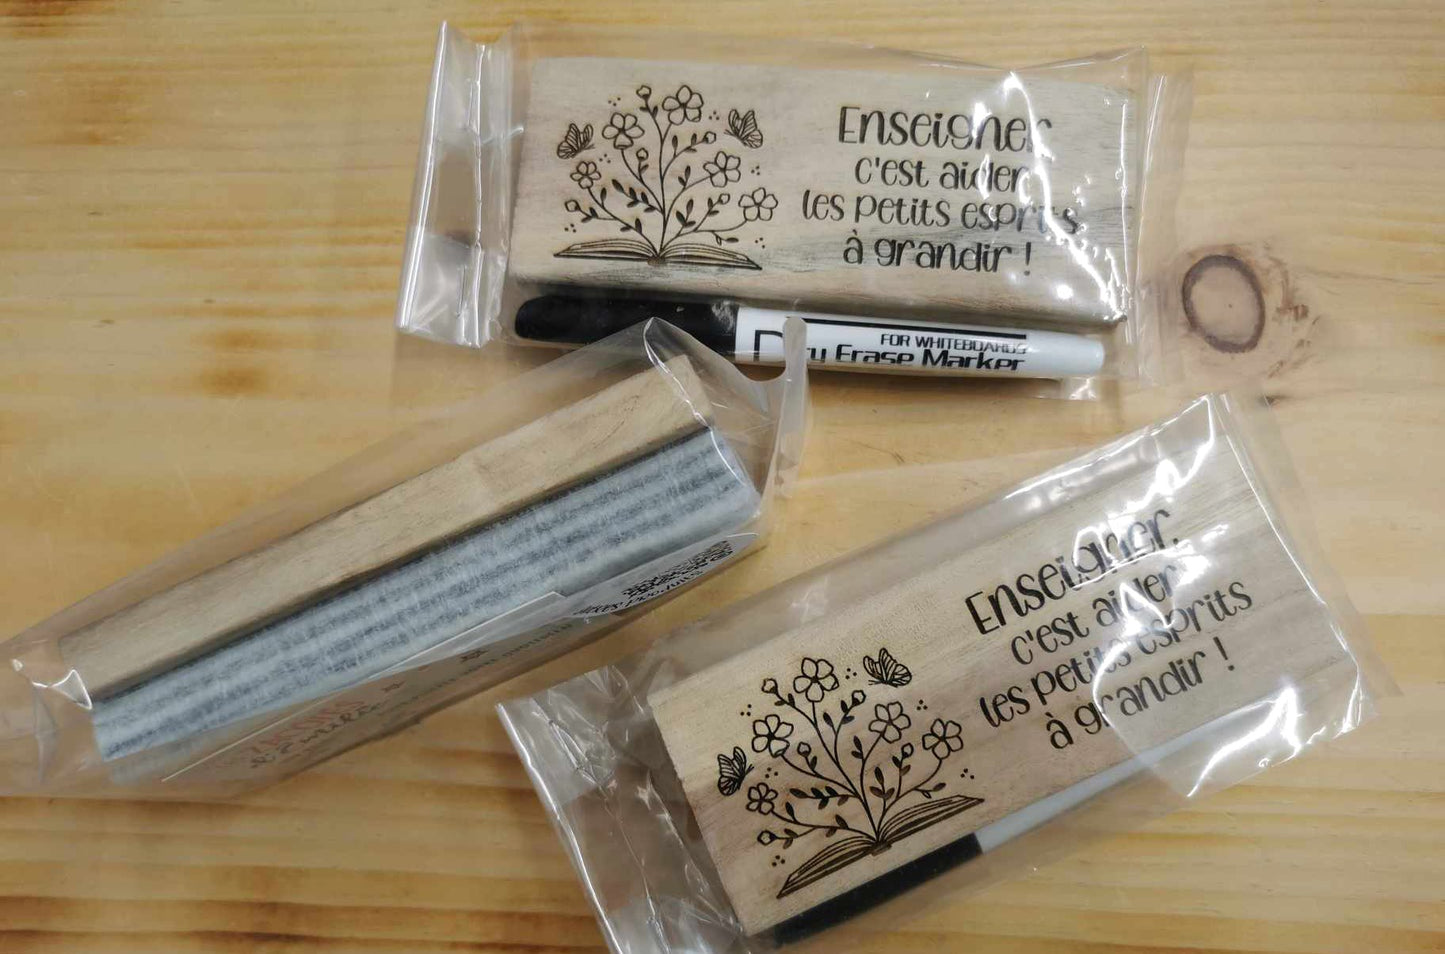 Enseigner,
c'est aider
les petits esprits
à grandir !
FOR WHITEBOARDS
Dry Erase Marker
Enseigner,
c'est aider
les petits esprits
à grandir !